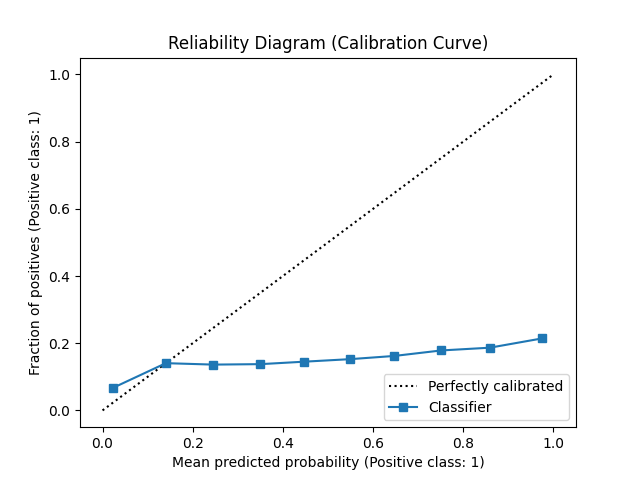 Reliability Diagram (Calibration Curve)
Fraction of positives (Positive class: 1)
1.0
0.8
0.6
0.4
0.2
0.0
Perfectly calibrated
Classifier
0.0 0.2 0.4 0.6 0.8 1.0
Mean predicted probability (Positive class: 1)